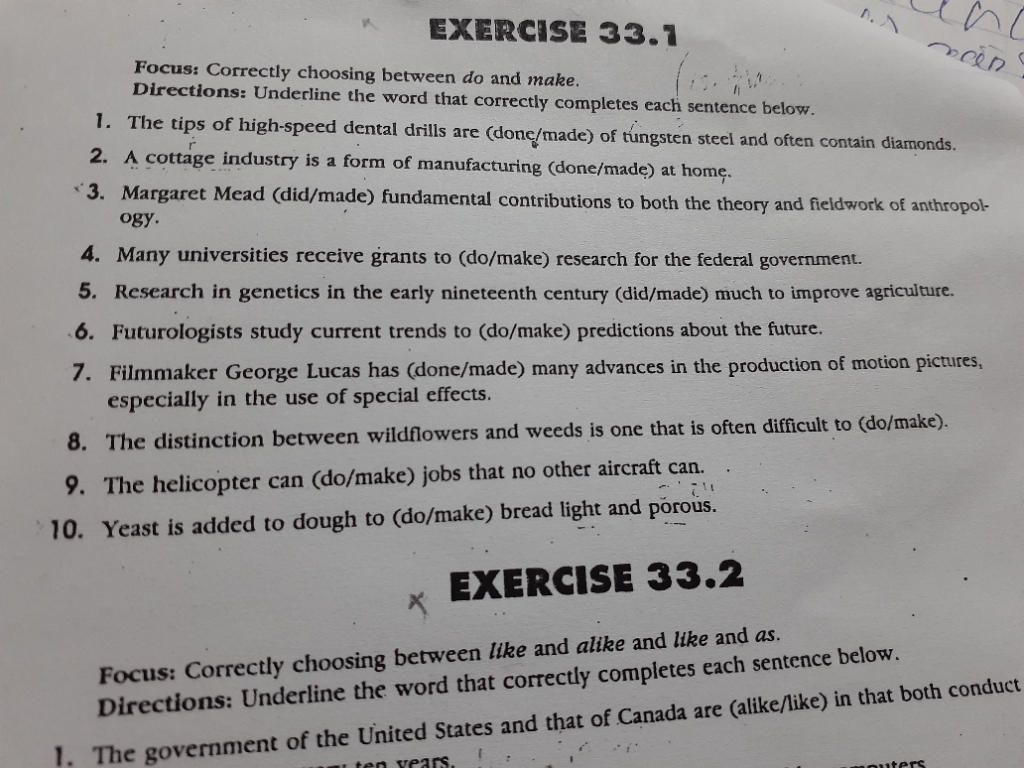 EXERCISE 33.1
Focus: Correctly choosing between do and make.
Directions: Underline the word that correctly completes each sentence below.
1. The tips of high-speed dental drills are (done/made) of tungsten steel and often contain diamonds.
2. A cottage industry is a form of manufacturing (done/made) at home.
3. Margaret Mead (did/made) fundamental contributions to both the theory and fieldwork of anthropol-
ogy.
4. Many universities receive grants to (do/make) research for the federal government.
5. Research in genetics in the early nineteenth century (did/made) much to improve agriculture.
6. Futurologists study current trends to (do/make) predictions about the future.
7. Filmmaker George Lucas has (done/made) many advances in the production of motion pictures,
especially in the use of special effects.
8. The distinction between wildflowers and weeds is one that is often difficult to (do/make).
9. The helicopter can (do/make) jobs that no other aircraft can.
10. Yeast is added to dough to (do/make) bread light and porous.
EXERCISE 33.2
Focus: Correctly choosing between like and alike and like and as.
Directions: Underline the word that correctly completes each sentence below.
1. The government of the United States and that of Canada are (alike/like) in that both conduct
ten years.